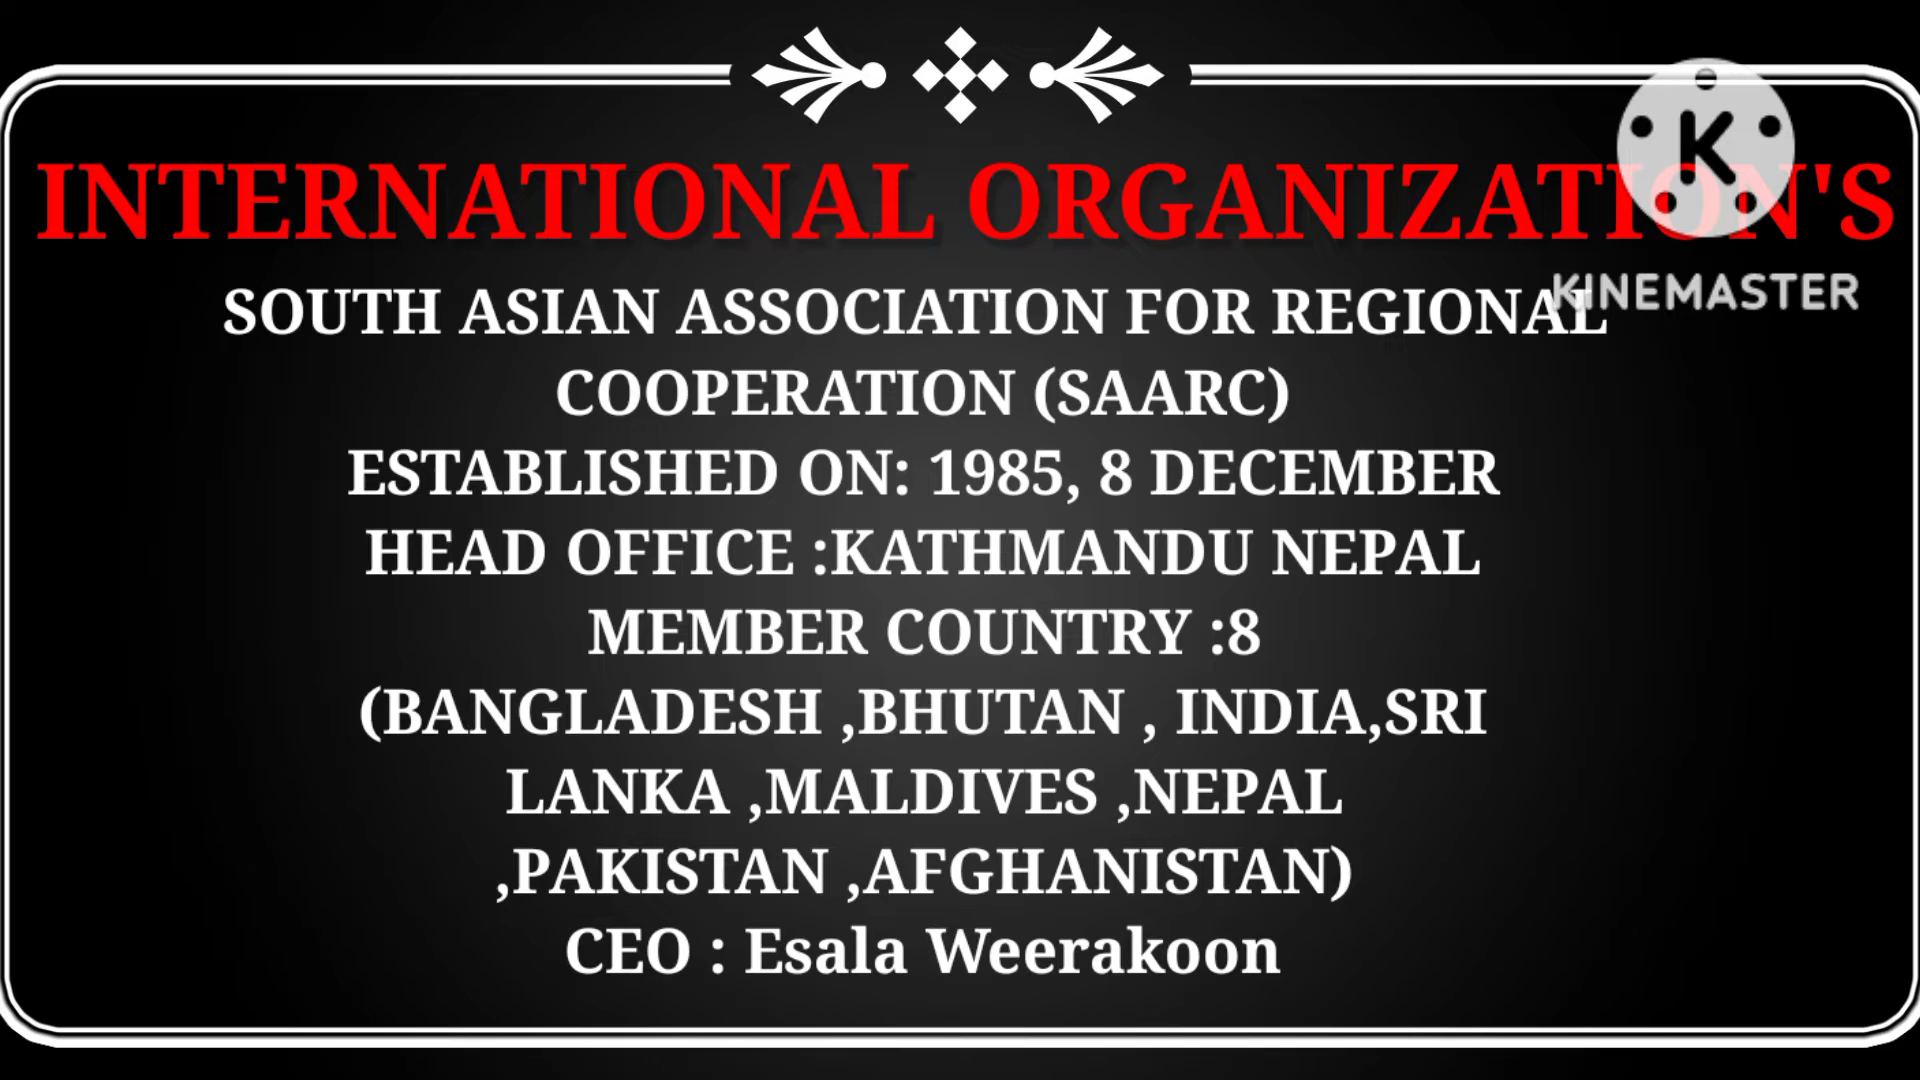 INTERNATIONAL ORGANIZATION'S
K
KINEMASTER
SOUTH ASIAN ASSOCIATION FOR REGIONAL
COOPERATION (SAARC)
ESTABLISHED ON: 1985, 8 DECEMBER
HEAD OFFICE :KATHMANDU NEPAL
MEMBER COUNTRY :8
(BANGLADESH ,BHUTAN , INDIA,SRI
LANKA ,MALDIVES ,NEPAL
,PAKISTAN ,AFGHANISTAN)
CEO : Esala Weerakoon